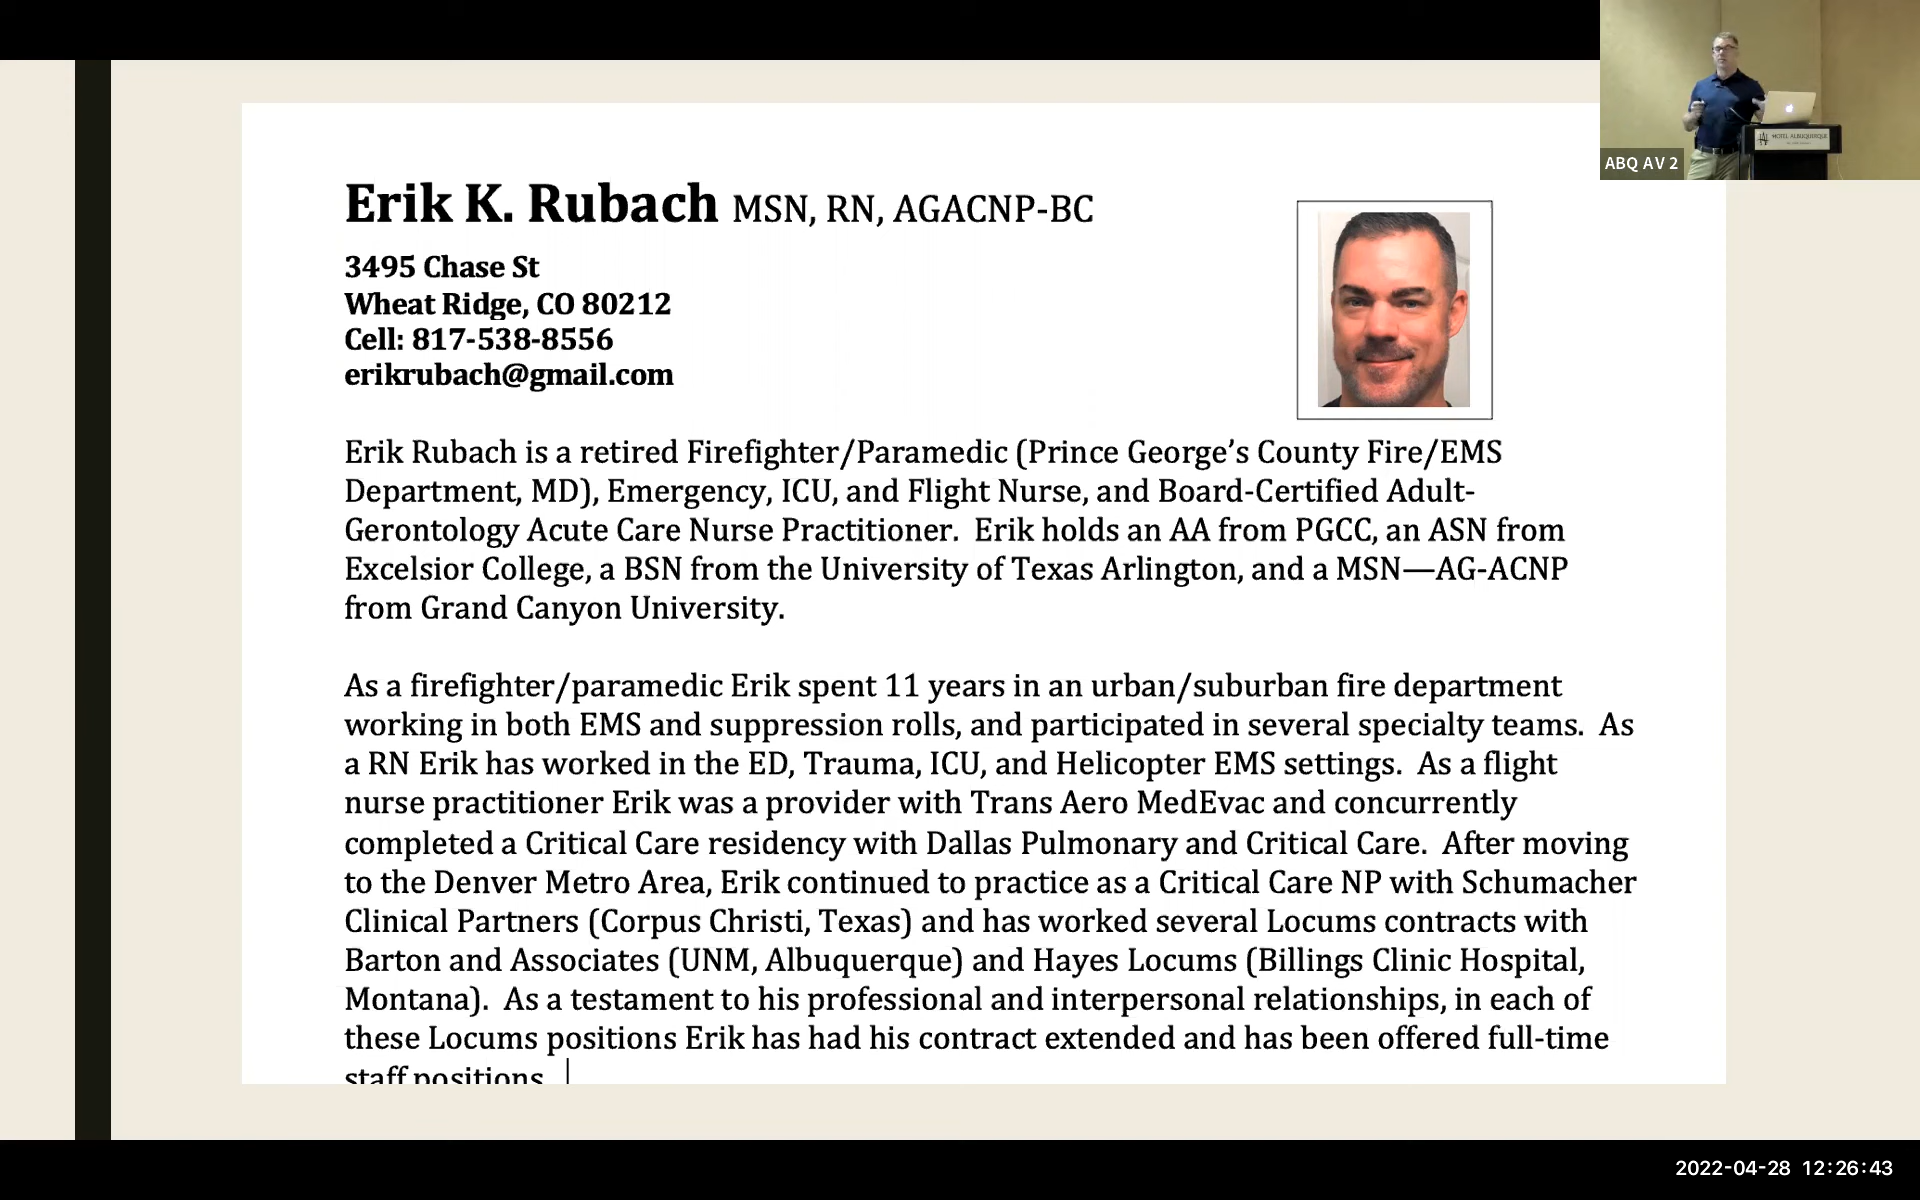 ABQ AV 2
HOTEL ALBUQUERQUE
Erik K. Rubach MSN, RN, AGACNP-BC
3495 Chase St
Wheat Ridge, CO 80212
Cell: 817-538-8556
erikrubach@gmail.com
Erik Rubach is a retired Firefighter/Paramedic (Prince George’s County Fire/EMS
Department, MD), Emergency, ICU, and Flight Nurse, and Board-Certified Adult-
Gerontology Acute Care Nurse Practitioner.  Erik holds an AA from PGCC, an ASN from
Excelsior College, a BSN from the University of Texas Arlington, and a MSN—AG-ACNP
from Grand Canyon University.
As a firefighter/paramedic Erik spent 11 years in an urban/suburban fire department
working in both EMS and suppression rolls, and participated in several specialty teams.  As
a RN Erik has worked in the ED, Trauma, ICU, and Helicopter EMS settings.  As a flight
nurse practitioner Erik was a provider with Trans Aero MedEvac and concurrently
completed a Critical Care residency with Dallas Pulmonary and Critical Care.  After moving
to the Denver Metro Area, Erik continued to practice as a Critical Care NP with Schumacher
Clinical Partners (Corpus Christi, Texas) and has worked several Locums contracts with
Barton and Associates (UNM, Albuquerque) and Hayes Locums (Billings Clinic Hospital,
Montana).  As a testament to his professional and interpersonal relationships, in each of
these Locums positions Erik has had his contract extended and has been offered full-time
staff positions.
2022-04-28 12:26:43